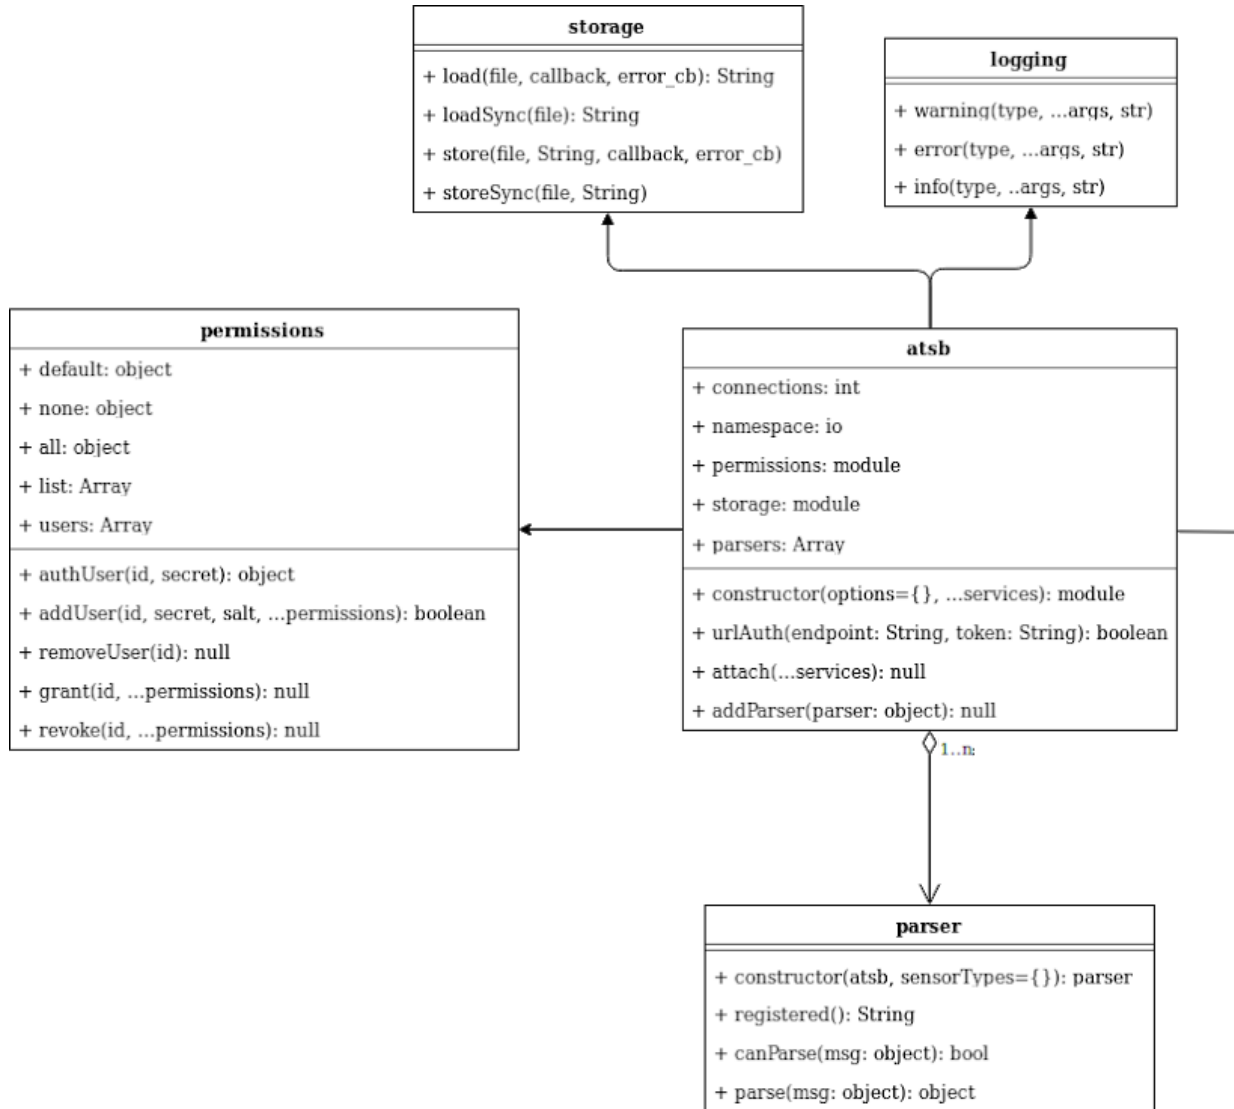 storage
+ load(file, callback, error_cb): String
+ loadSync(file): String
+ store(file, String, callback, error_cb)
+ storeSync(file, String)
logging
+ warning(type, ...args, str)
+ error(type, ...args, str)
+ info(type, ..args, str)
permissions
+ default: object
+ none: object
+ all: object
+ list: Array
+ users: Array
+ authUser(id, secret): object
+ addUser(id, secret, salt, ...permissions): boolean
+ removeUser(id): null
+ grant(id, ...permissions): null
+ revoke(id, ...permissions): null
atsb
+ connections: int
+ namespace: io
+ permissions: module
+ storage: module
+ parsers: Array
+ constructor(options={}, ...services): module
+ urlAuth(endpoint: String, token: String): boolean
+ attach(...services): null
+ addParser(parser: object): null
1..n
parser
+ constructor(atsb, sensorTypes={}): parser
+ registered(): String
+ canParse(msg: object): bool
+ parse(msg: object): object